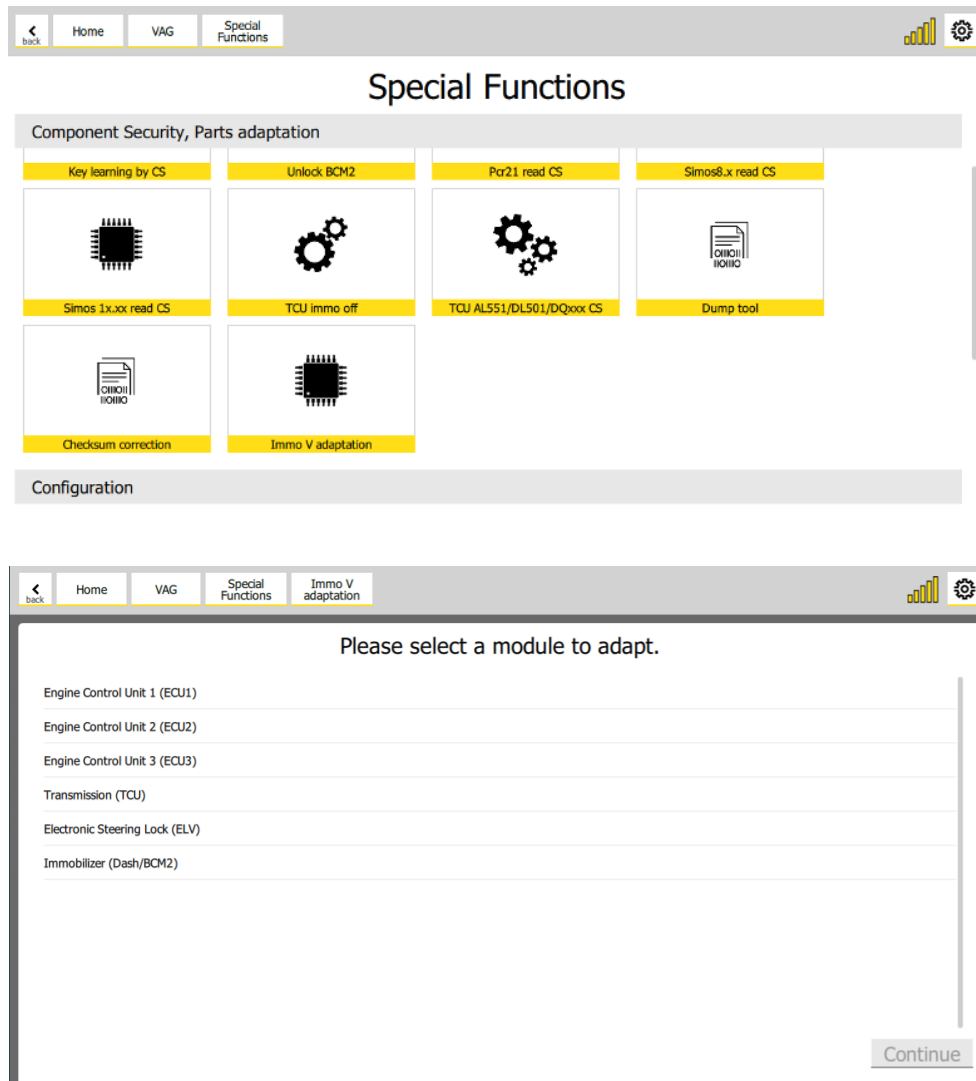 back
Home
VAG
Special
Functions
Special Functions
Component Security, Parts adaptation
Key learning by CS
Unlock BCM2
Pcr21 read CS
Simos8.x read CS
Simos 1x.xx read CS
TCU immo off
TCU AL551/DL501/DQxxx CS
Dump tool
Checksum correction
Immo V adaptation
Configuration
back
Home
VAG
Special
Functions
Immo V
adaptation
Please select a module to adapt.
Engine Control Unit 1 (ECU1)
Engine Control Unit 2 (ECU2)
Engine Control Unit 3 (ECU3)
Transmission (TCU)
Electronic Steering Lock (ELV)
Immobilizer (Dash/BCM2)
Continue